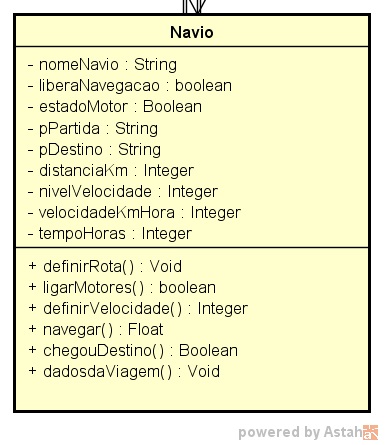 Navio
- nomeNavio : String
- liberaNavegacao : boolean
- estadoMotor : Boolean
- pPartida : String
- pDestino : String
- distanciaKm : Integer
- nivelVelocidade : Integer
- velocidadeKmHora : Integer
- tempoHoras : Integer
+ definirRota() : Void
+ ligarMotores() : boolean
+ definirVelocidade() : Integer
+ navegar() : Float
+ chegouDestino() : Boolean
+ dadosdaViagem() : Void
powered by Astah